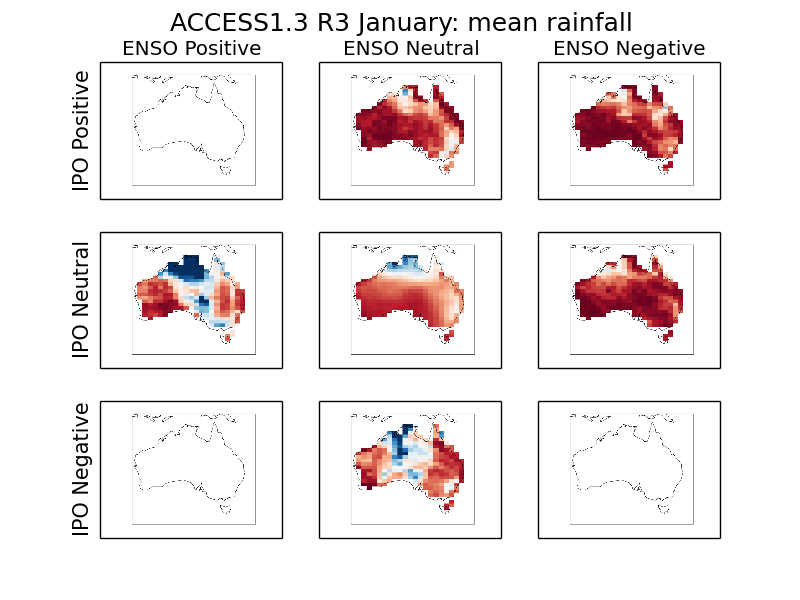 ACCESS1.3 R3 January: mean rainfall
ENSO Positive
ENSO Neutral
ENSO Negative
IPO Positive
IPO Neutral
IPO Negative